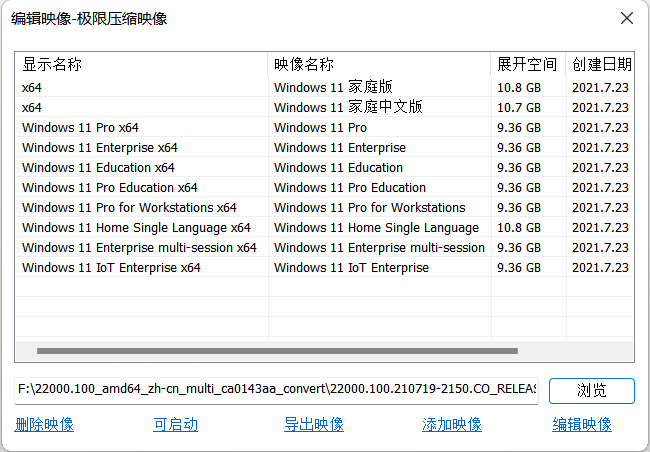 编辑映像-极限压缩映像
显示名称 映像名称 展开空间 创建日期
x64 Windows 11 家庭版 10.8 GB 2021.7.23
x64 Windows 11 家庭中文版 10.7 GB 2021.7.23
Windows 11 Pro x64 Windows 11 Pro 9.36 GB 2021.7.23
Windows 11 Enterprise x64 Windows 11 Enterprise 9.36 GB 2021.7.23
Windows 11 Education x64 Windows 11 Education 9.36 GB 2021.7.23
Windows 11 Pro Education x64 Windows 11 Pro Education 9.36 GB 2021.7.23
Windows 11 Pro for Workstations x64 Windows 11 Pro for Workstations 9.36 GB 2021.7.23
Windows 11 Home Single Language x64 Windows 11 Home Single Language 10.8 GB 2021.7.23
Windows 11 Enterprise multi-session x64 Windows 11 Enterprise multi-session 9.36 GB 2021.7.23
Windows 11 IoT Enterprise x64 Windows 11 IoT Enterprise 9.36 GB 2021.7.23
F:\22000.100_amd64_zh-cn_multi_ca0143aa_convert\22000.100.210719-2150.CO_RELEAS 浏览
删除映像 可启动 导出映像 添加映像 编辑映像